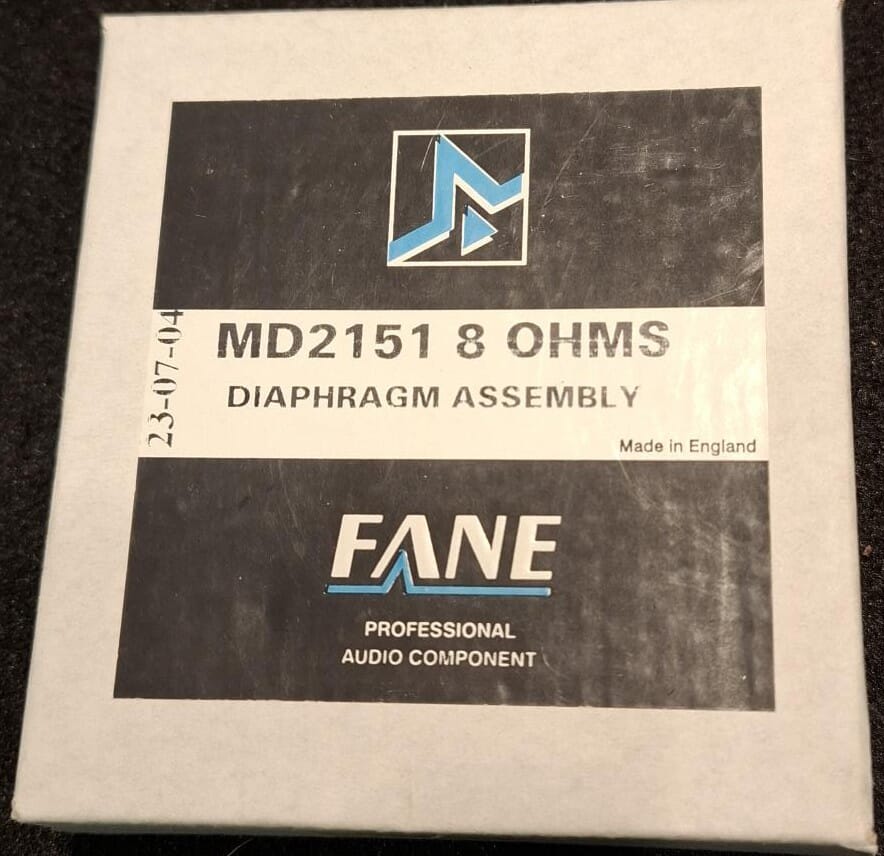 23-07-04
MD2151 8 OHMS
DIAPHRAGM ASSEMBLY
Made in England
FANE
PROFESSIONAL
AUDIO COMPONENT